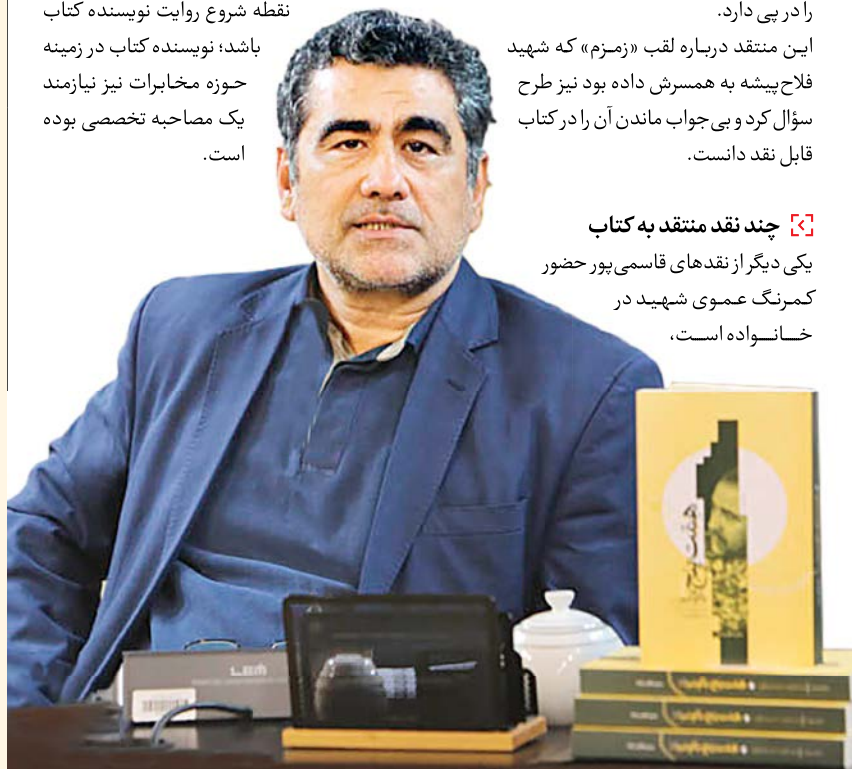 را در پی دارد.
این منتقد درباره لقب «زمزم» که شهید
فلاح‌پیشه به همسرش داده بود نیز طرح
سؤال کرد و بی‌جواب ماندن آن را در کتاب
قابل نقد دانست.
چند نقد منتقد به کتاب
یکی دیگر از نقدهای قاسمی‌پور حضور
کمرنگ عموی شهید در
خانواده است،
نقطه شروع روایت نویسنده کتاب
باشد؛ نویسنده کتاب در زمینه
حوزه مخابرات نیز نیازمند
یک مصاحبه تخصصی بوده
است.
هفت برج
LEM